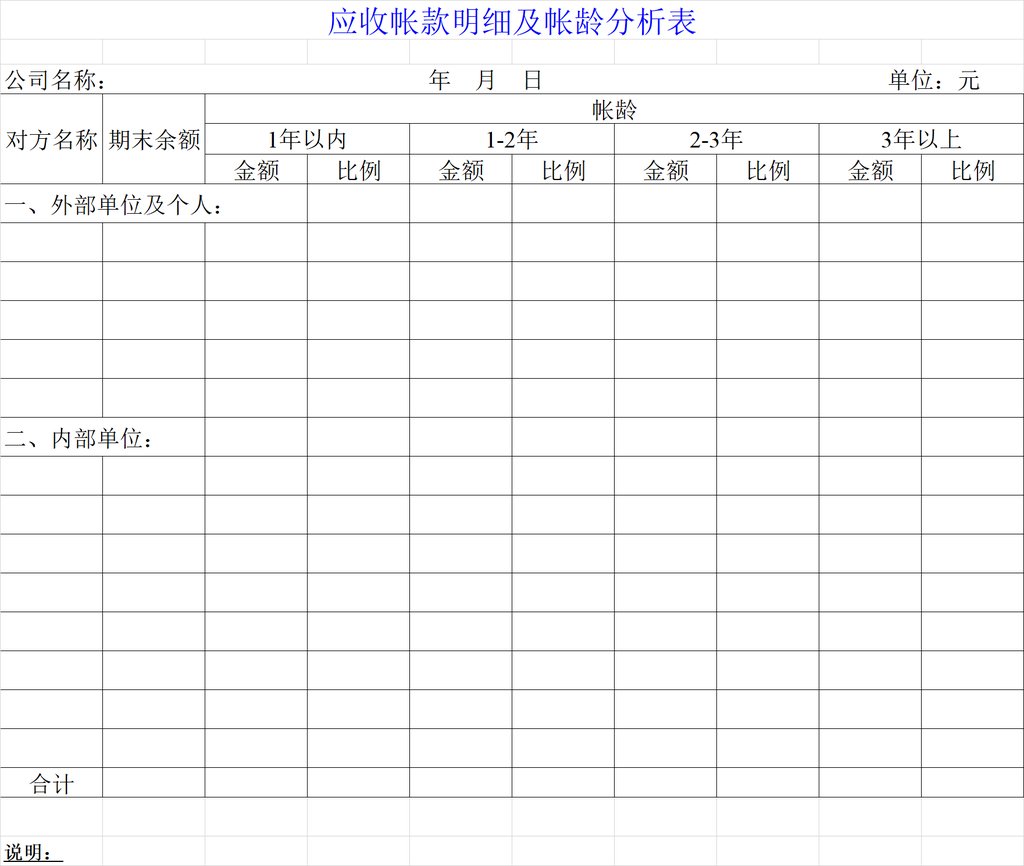 应收帐款明细及帐龄分析表
公司名称： 年 月 日 单位：元
对方名称 期末余额 帐龄
1年以内 1-2年 2-3年 3年以上
金额 比例 金额 比例 金额 比例 金额 比例
一、外部单位及个人：
二、内部单位：
合计
说明：